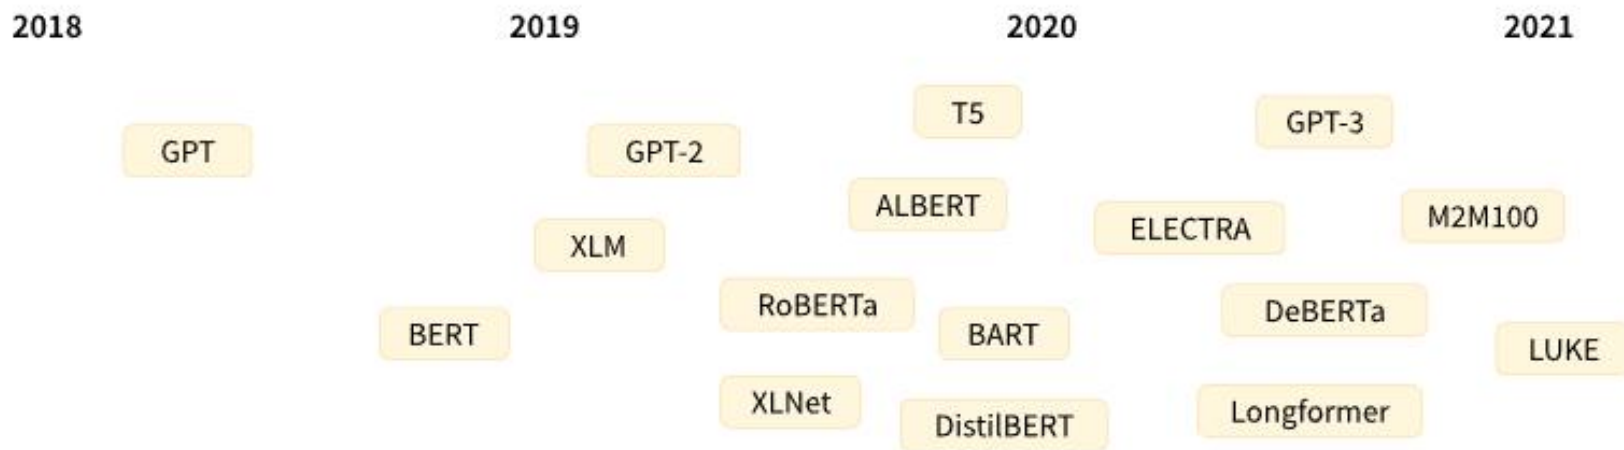 2018 2019 2020 2021
T5
GPT-3
GPT
GPT-2
ALBERT
M2M100
ELECTRA
XLM
RoBERTa
DeBERTa
BERT
BART
LUKE
XLNet
Longformer
DistilBERT